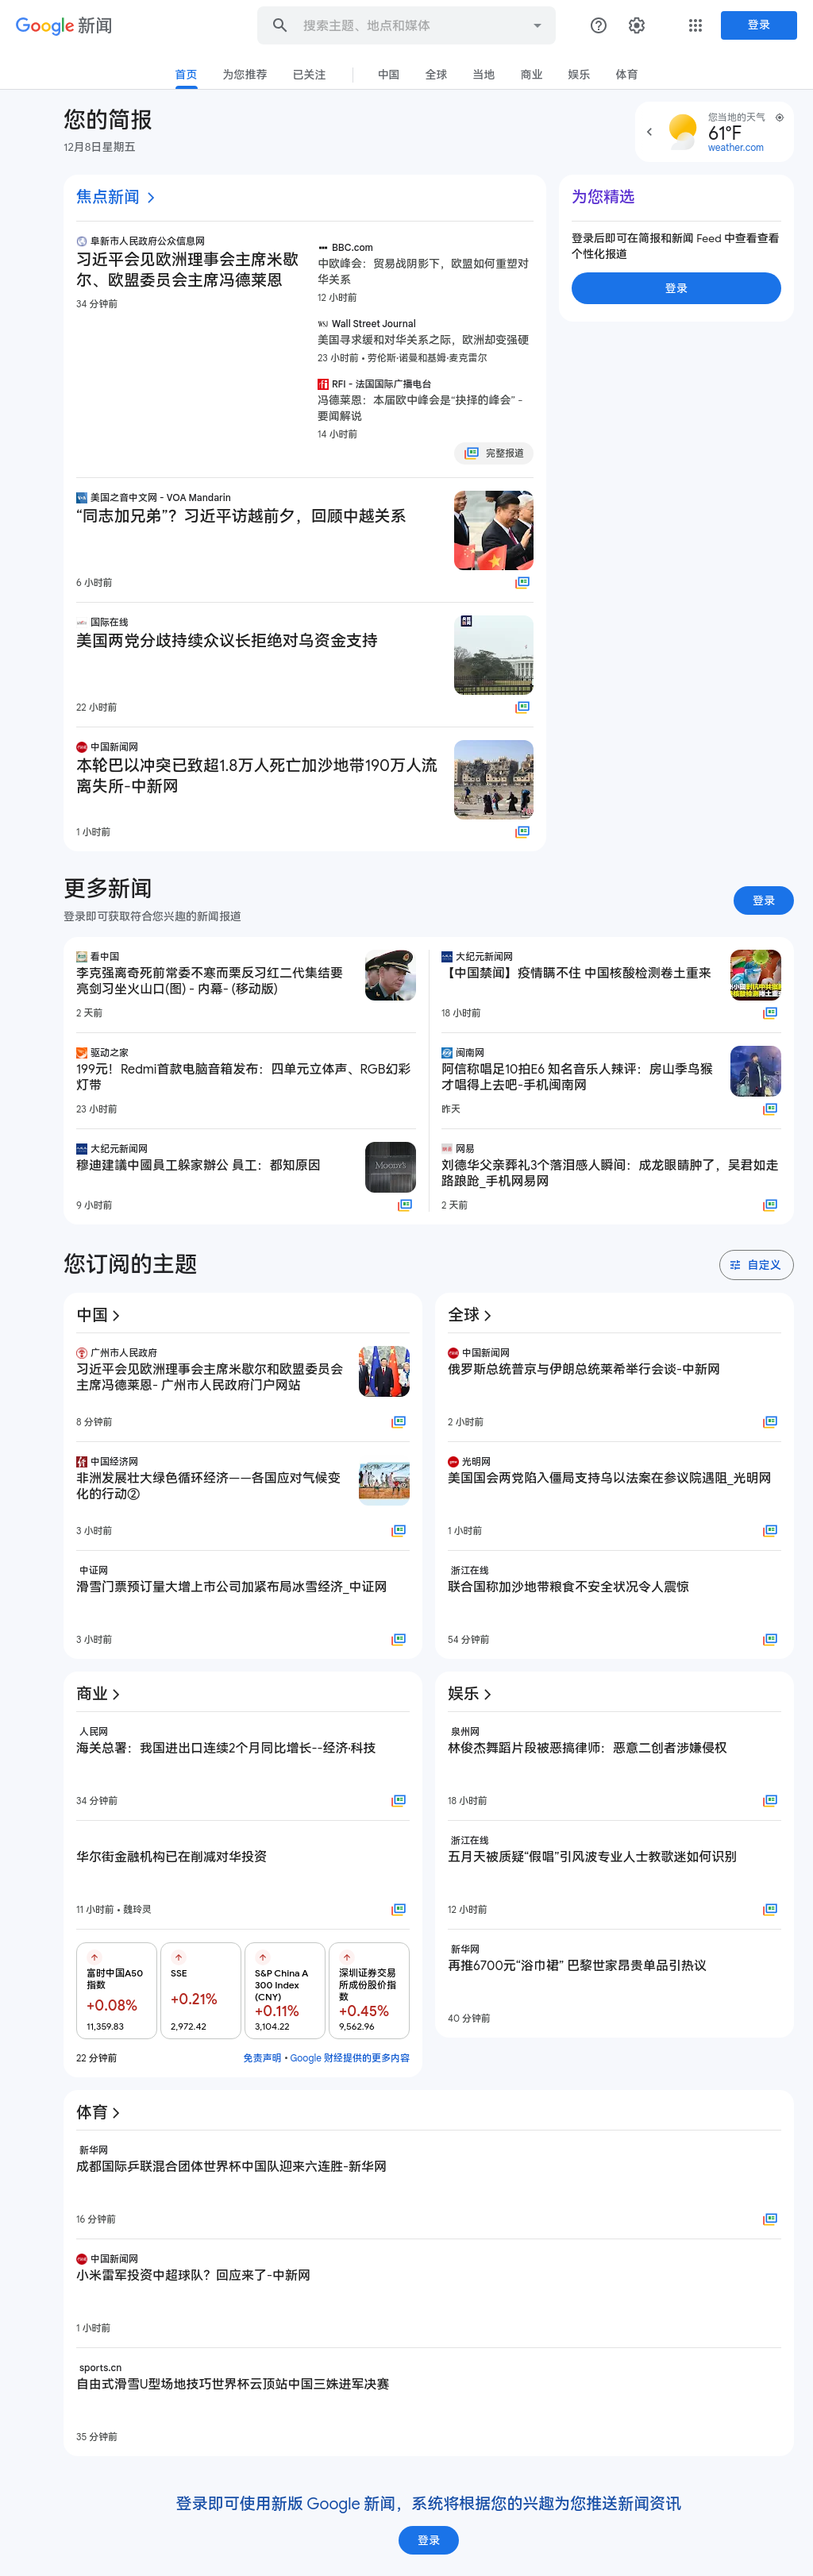 Google 新闻
搜索主题、地点和媒体
登录
首页 为您推荐 已关注 中国 全球 当地 商业 娱乐 体育
您的简报
12月8日星期五
您当地的天气
61°F
weather.com
焦点新闻
阜新市人民政府公众信息网
习近平会见欧洲理事会主席米歇
尔、欧盟委员会主席冯德莱恩
34 分钟前
BBC.com
中欧峰会：贸易战阴影下，欧盟如何重塑对
华关系
12 小时前
WSJ Wall Street Journal
美国寻求缓和对华关系之际，欧洲却变强硬
23 小时前 • 劳伦斯·诺曼和基姆·麦克雷尔
RFI - 法国国际广播电台
冯德莱恩：本届欧中峰会是“抉择的峰会” -
要闻解说
14 小时前
完整报道
美国之音中文网 - VOA Mandarin
“同志加兄弟”？习近平访越前夕，回顾中越关系
6 小时前
国际在线
美国两党分歧持续众议长拒绝对乌资金支持
22 小时前
中国新闻网
本轮巴以冲突已致超1.8万人死亡加沙地带190万人流
离失所-中新网
1 小时前
为您精选
登录后即可在简报和新闻 Feed 中查看查看
个性化报道
登录
更多新闻
登录即可获取符合您兴趣的新闻报道
登录
看中国
李克强离奇死前常委不寒而栗反习红二代集结要
亮剑习坐火山口(图) - 内幕- (移动版)
2 天前
驱动之家
199元！Redmi首款电脑音箱发布：四单元立体声、RGB幻彩
灯带
23 小时前
大纪元新闻网
穆迪建議中國員工躲家辦公 員工：都知原因
MOODY'S
9 小时前
大纪元新闻网
【中国禁闻】疫情瞒不住 中国核酸检测卷土重来
18 小时前
闽南网
阿信称唱足10拍E6 知名音乐人辣评：房山季鸟猴
才唱得上去吧-手机闽南网
昨天
网易
刘德华父亲葬礼3个落泪感人瞬间：成龙眼睛肿了，吴君如走
路踉跄_手机网易网
2 天前
您订阅的主题
自定义
中国
广州市人民政府
习近平会见欧洲理事会主席米歇尔和欧盟委员会
主席冯德莱恩- 广州市人民政府门户网站
8 分钟前
中国经济网
非洲发展壮大绿色循环经济——各国应对气候变
化的行动②
3 小时前
中证网
滑雪门票预订量大增上市公司加紧布局冰雪经济_中证网
3 小时前
全球
中国新闻网
俄罗斯总统普京与伊朗总统莱希举行会谈-中新网
2 小时前
光明网
美国国会两党陷入僵局支持乌以法案在参议院遇阻_光明网
1 小时前
浙江在线
联合国称加沙地带粮食不安全状况令人震惊
54 分钟前
商业
人民网
海关总署：我国进出口连续2个月同比增长--经济·科技
34 分钟前
华尔街金融机构已在削减对华投资
11 小时前 • 魏玲灵
富时中国A50
指数
+0.08%
11,359.83
SSE
+0.21%
2,972.42
S&P China A
300 Index
(CNY)
+0.11%
3,104.22
深圳证券交易
所成份股价指
数
+0.45%
9,562.96
22 分钟前
免责声明 • Google 财经提供的更多内容
娱乐
泉州网
林俊杰舞蹈片段被恶搞律师：恶意二创者涉嫌侵权
18 小时前
浙江在线
五月天被质疑“假唱”引风波专业人士教歌迷如何识别
12 小时前
新华网
再推6700元“浴巾裙” 巴黎世家昂贵单品引热议
40 分钟前
体育
新华网
成都国际乒联混合团体世界杯中国队迎来六连胜-新华网
16 分钟前
中国新闻网
小米雷军投资中超球队？回应来了-中新网
1 小时前
sports.cn
自由式滑雪U型场地技巧世界杯云顶站中国三姝进军决赛
35 分钟前
登录即可使用新版 Google 新闻，系统将根据您的兴趣为您推送新闻资讯
登录